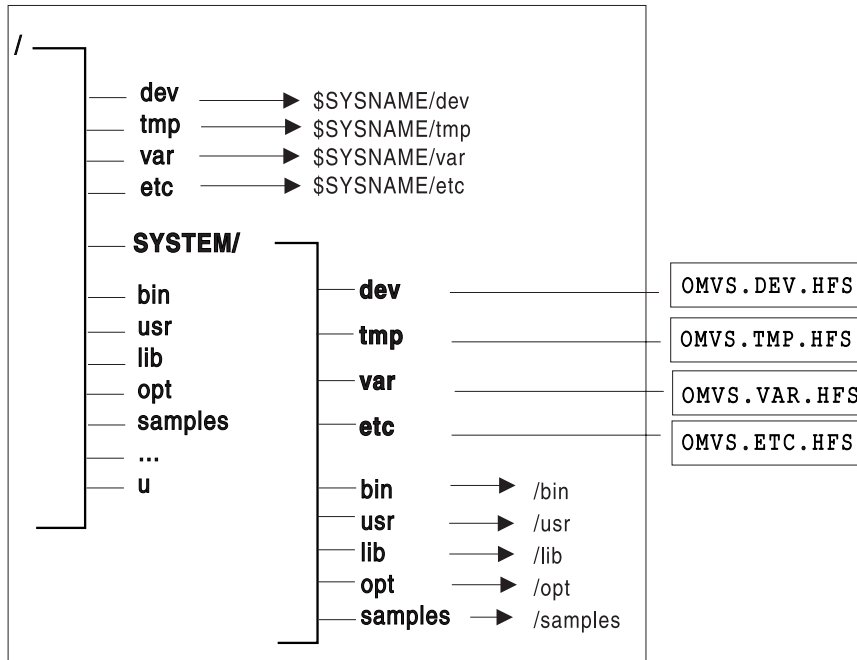 /
dev $SYSNAME/dev
tmp $SYSNAME/tmp
var $SYSNAME/var
etc $SYSNAME/etc
SYSTEM/
bin
usr
lib
opt
samples
...
u
dev OMVS.DEV.HFS
tmp OMVS.TMP.HFS
var OMVS.VAR.HFS
etc OMVS.ETC.HFS
bin /bin
usr /usr
lib /lib
opt /opt
samples /samples